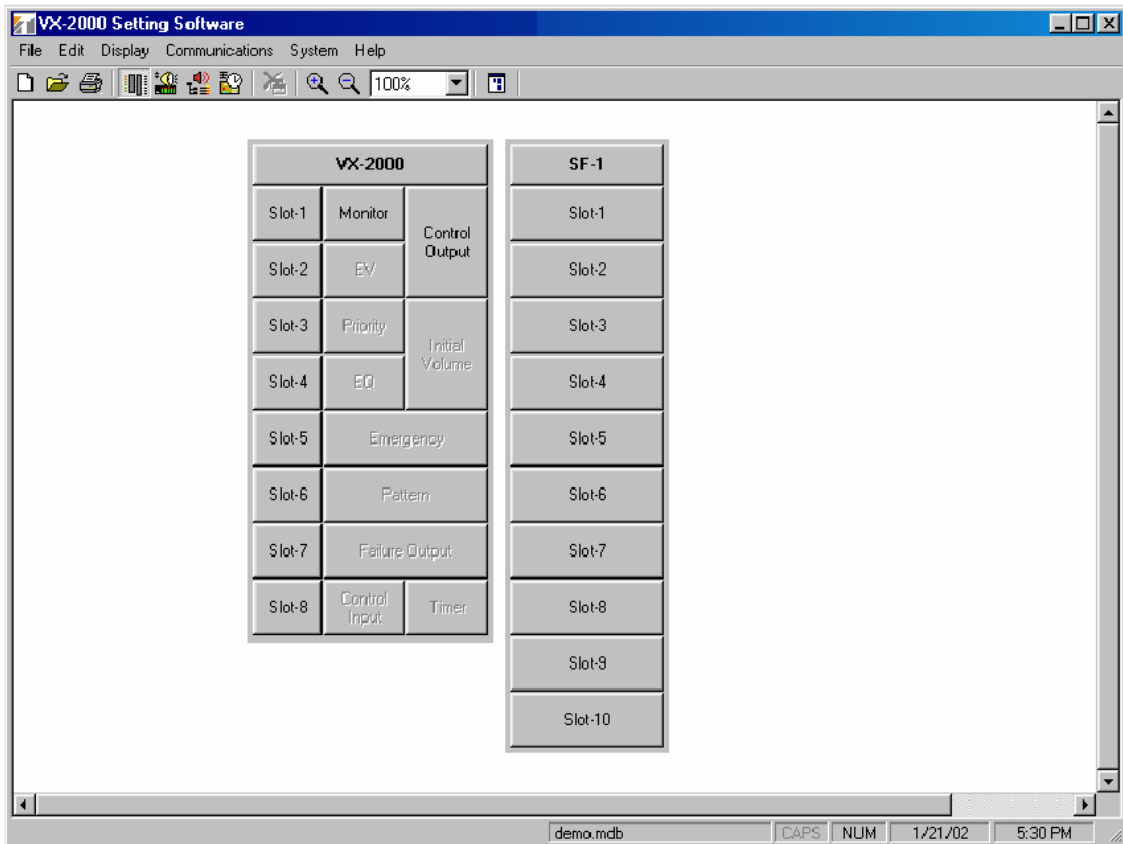 VX-2000 Setting Software
File Edit Display Communications System Help
100%
VX-2000
SF-1
Slot-1 Monitor Control Output
Slot-1
Slot-2 EV
Slot-2
Slot-3 Priority Initial Volume
Slot-3
Slot-4 EQ
Slot-4
Slot-5 Emergency
Slot-5
Slot-6 Pattern
Slot-6
Slot-7 Failure Output
Slot-7
Slot-8 Control Input Timer
Slot-8
Slot-9
Slot-10
demo.mdb CAPS NUM 1/21/02 5:30 PM